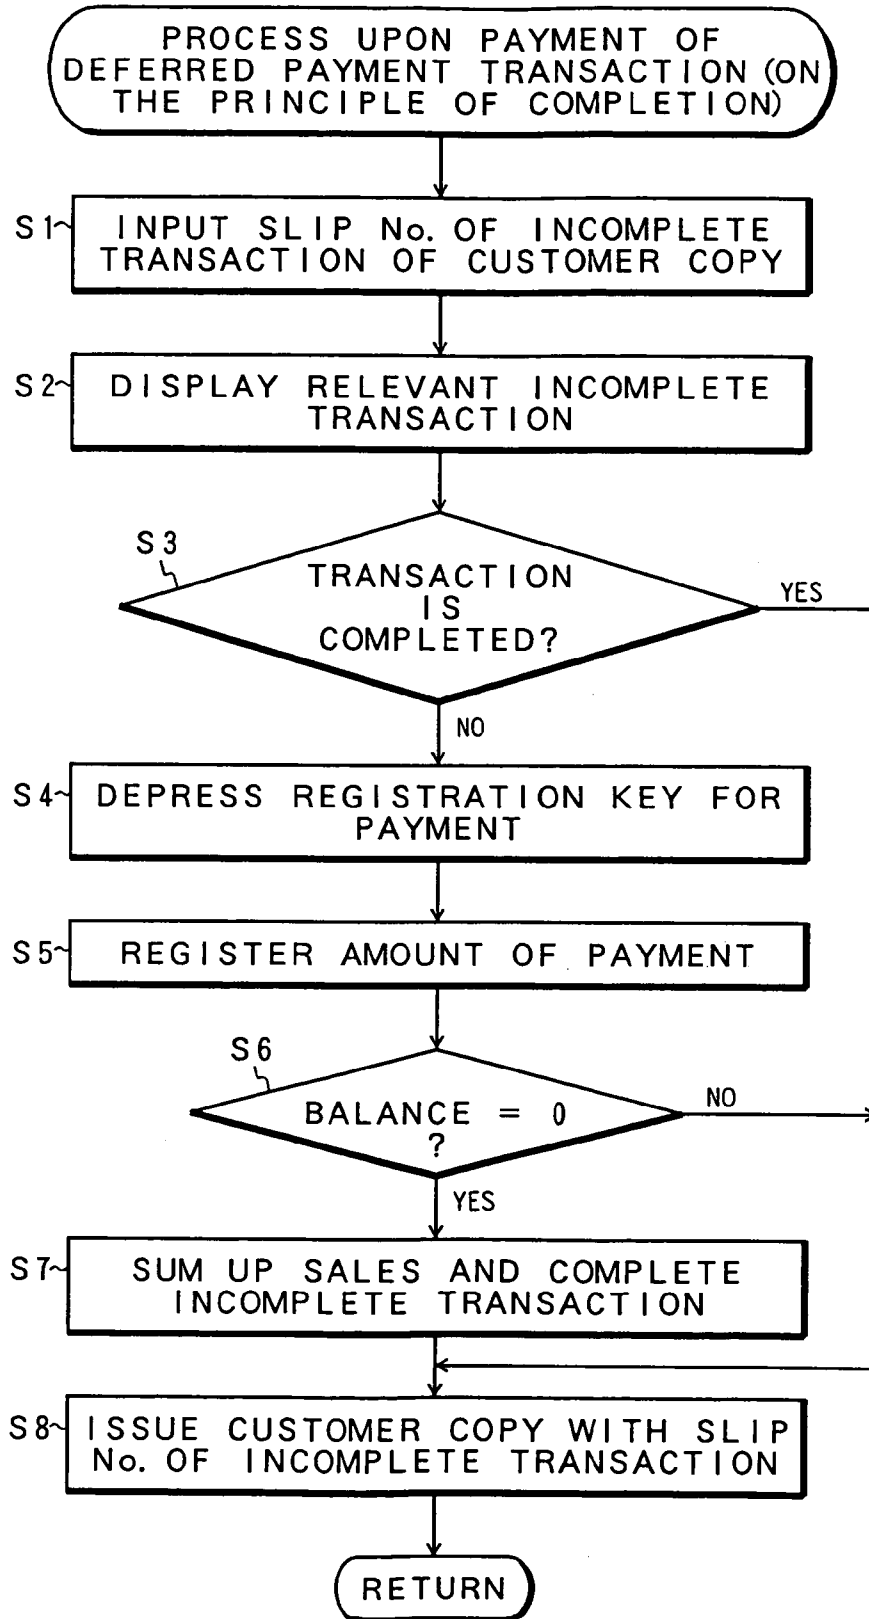 PROCESS UPON PAYMENT OF
DEFERRED PAYMENT TRANSACTION (ON
THE PRINCIPLE OF COMPLETION)
S1
INPUT SLIP No. OF INCOMPLETE
TRANSACTION OF CUSTOMER COPY
S2
DISPLAY RELEVANT INCOMPLETE
TRANSACTION
S3
TRANSACTION
IS
COMPLETED?
YES
NO
S4
DEPRESS REGISTRATION KEY FOR
PAYMENT
S5
REGISTER AMOUNT OF PAYMENT
S6
BALANCE = 0
?
NO
YES
S7
SUM UP SALES AND COMPLETE
INCOMPLETE TRANSACTION
S8
ISSUE CUSTOMER COPY WITH SLIP
No. OF INCOMPLETE TRANSACTION
RETURN